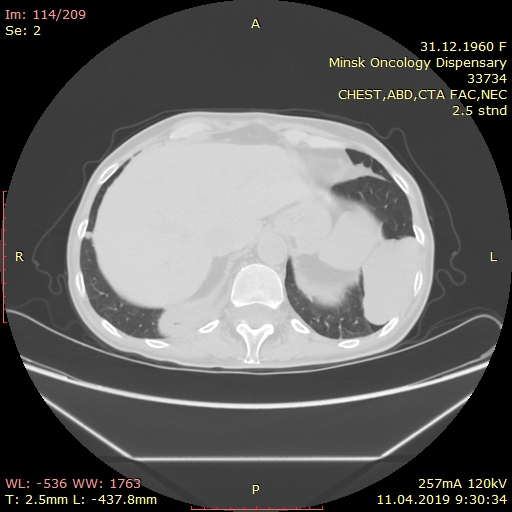 Im: 114/209
Se: 2
A
31.12.1960 F
Minsk Oncology Dispensary
33734
CHEST,ABD,CTA FAC,NEC
2.5 stnd
R
L
WL: -536 WW: 1763
T: 2.5mm L: -437.8mm
P
257mA 120kV
11.04.2019 9:30:34